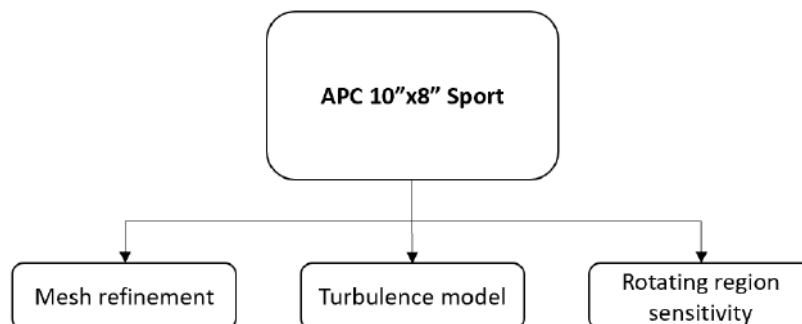 APC 10”x8” Sport
Mesh refinement
Turbulence model
Rotating region
sensitivity